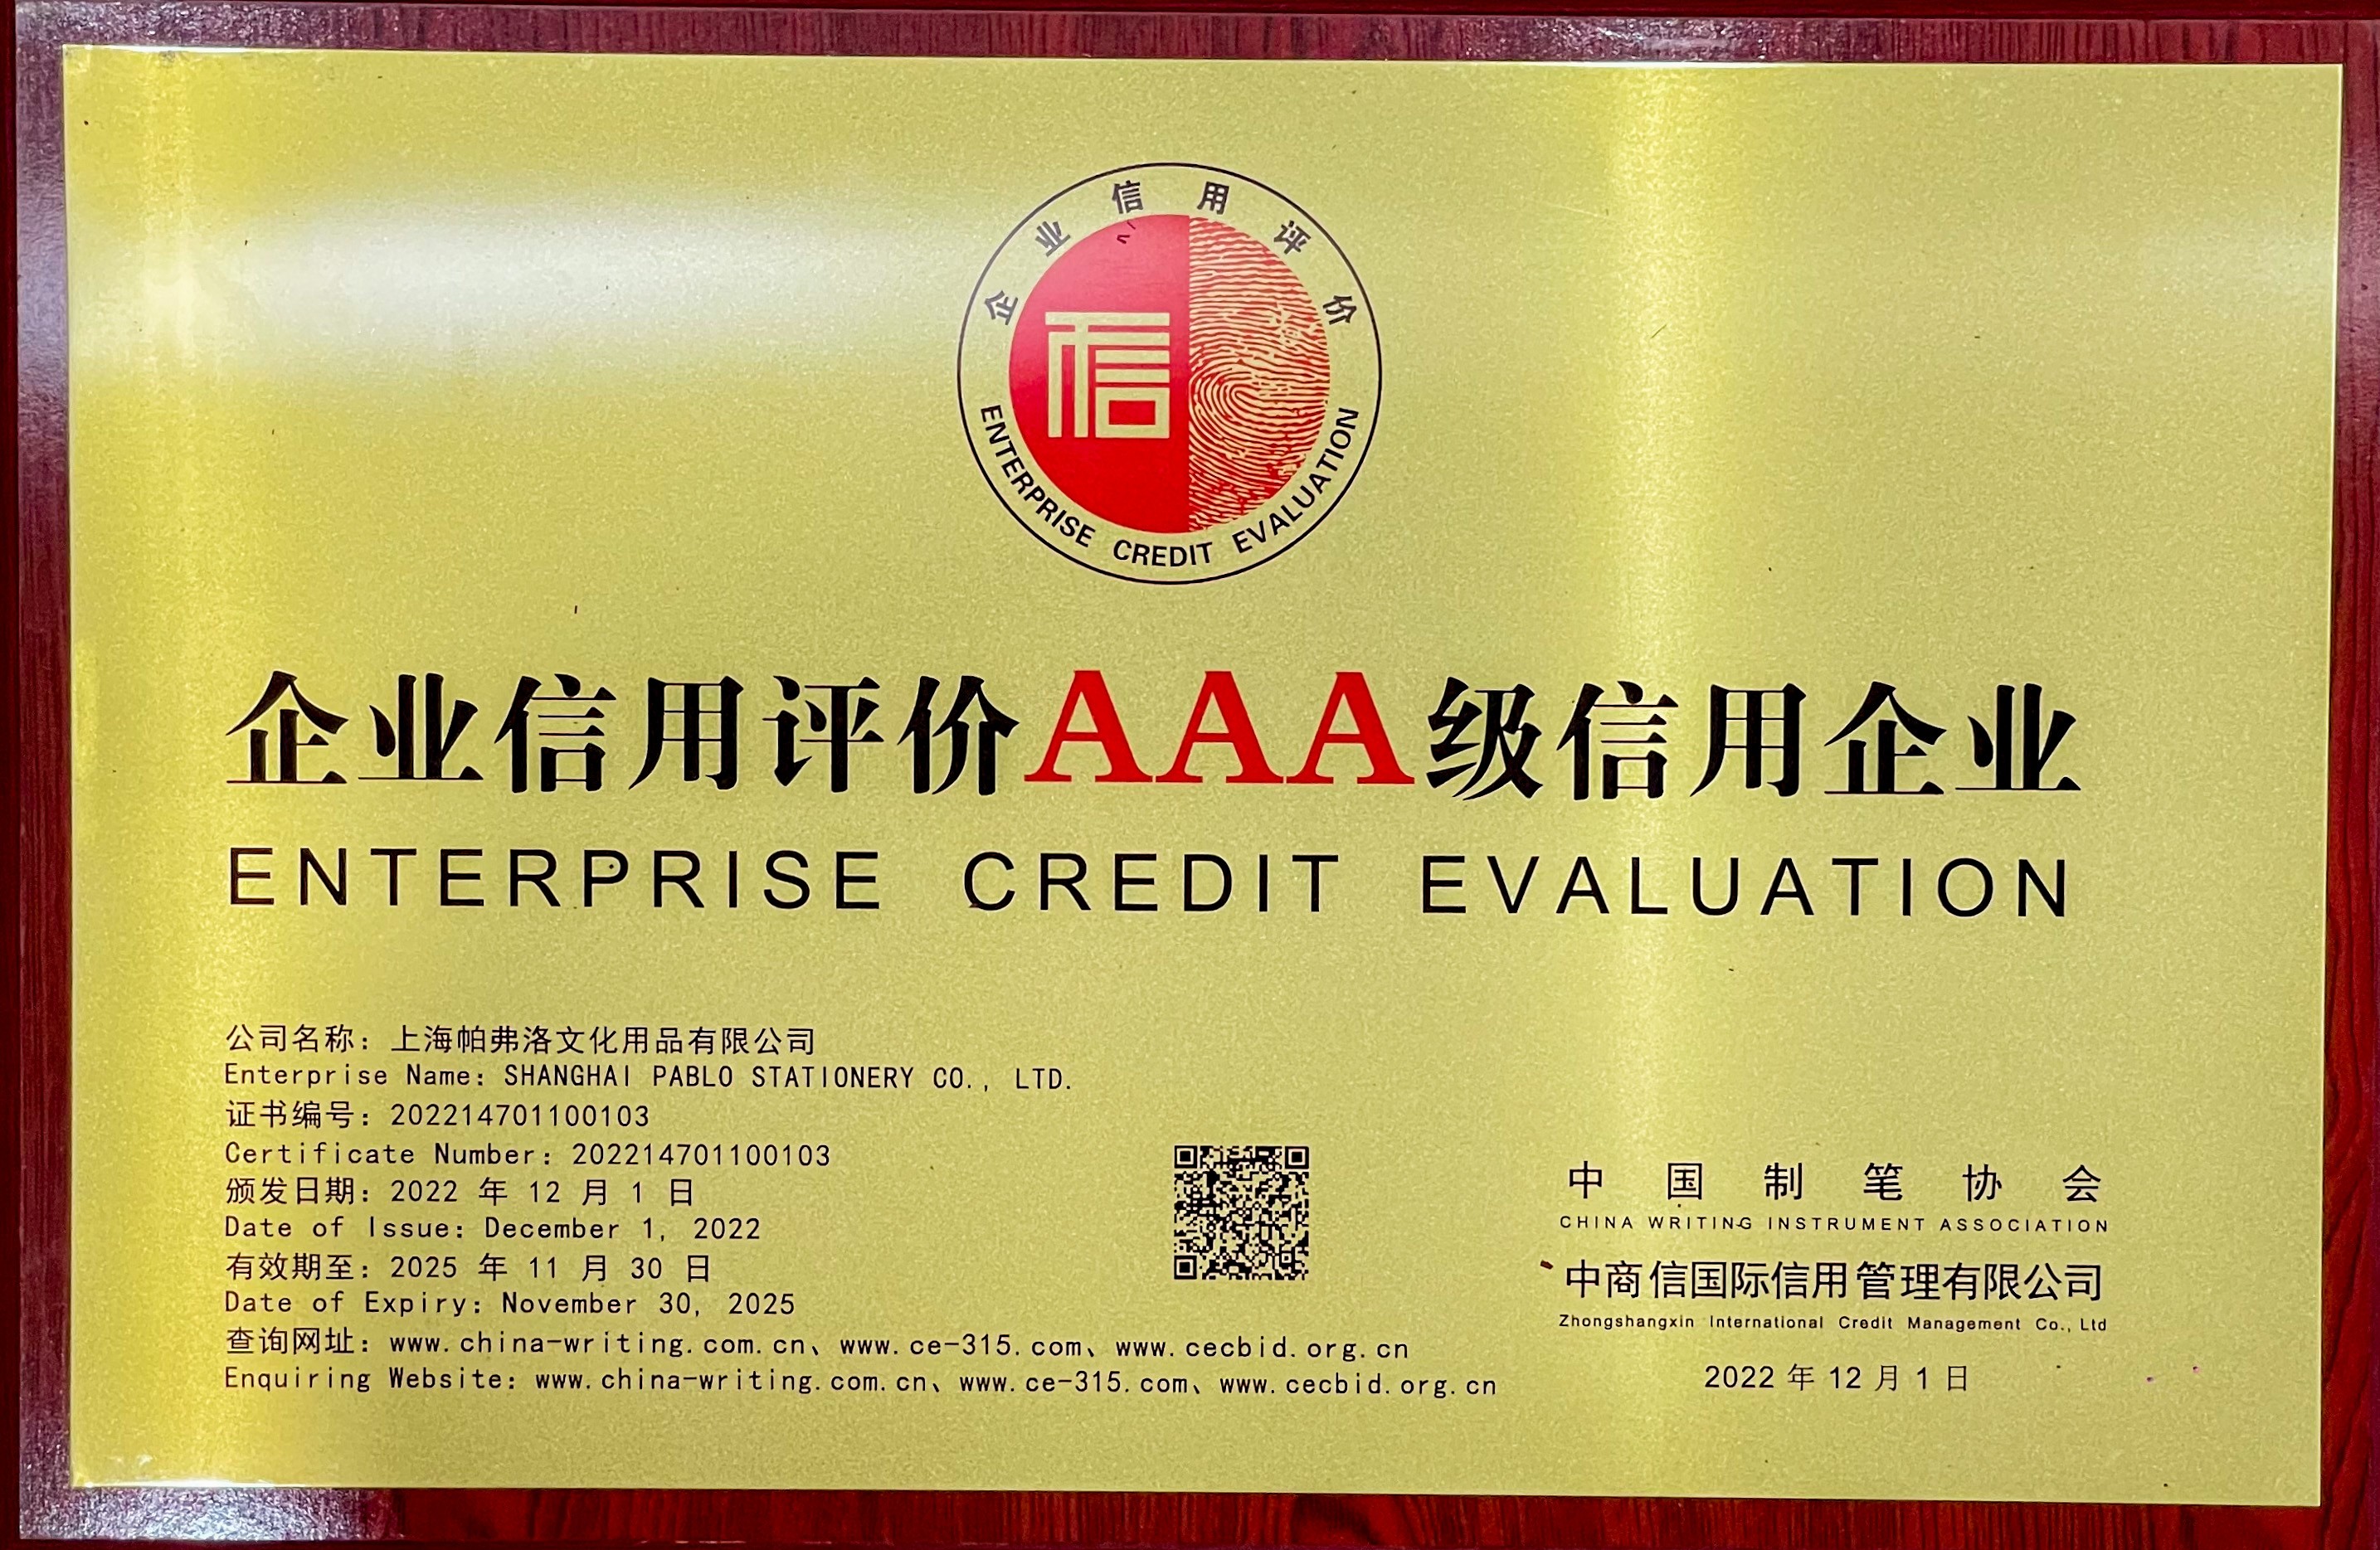 企业信用评价
信
ENTERPRISE CREDIT EVALUATION
企业信用评价AAA级信用企业
ENTERPRISE CREDIT EVALUATION
公司名称：上海帕弗洛文化用品有限公司
Enterprise Name: SHANGHAI PABLO STATIONERY CO., LTD.
证书编号：202214701100103
Certificate Number: 202214701100103
颁发日期：2022 年 12 月 1 日
Date of Issue: December 1, 2022
有效期至：2025 年 11 月 30 日
Date of Expiry: November 30, 2025
查询网址：www.china-writing.com.cn、www.ce-315.com、www.cecbid.org.cn
Enquiring Website: www.china-writing.com.cn、www.ce-315.com、www.cecbid.org.cn
中国制笔协会
CHINA WRITING INSTRUMENT ASSOCIATION
中商信国际信用管理有限公司
Zhongshangxin International Credit Management Co., Ltd
2022 年 12 月 1 日